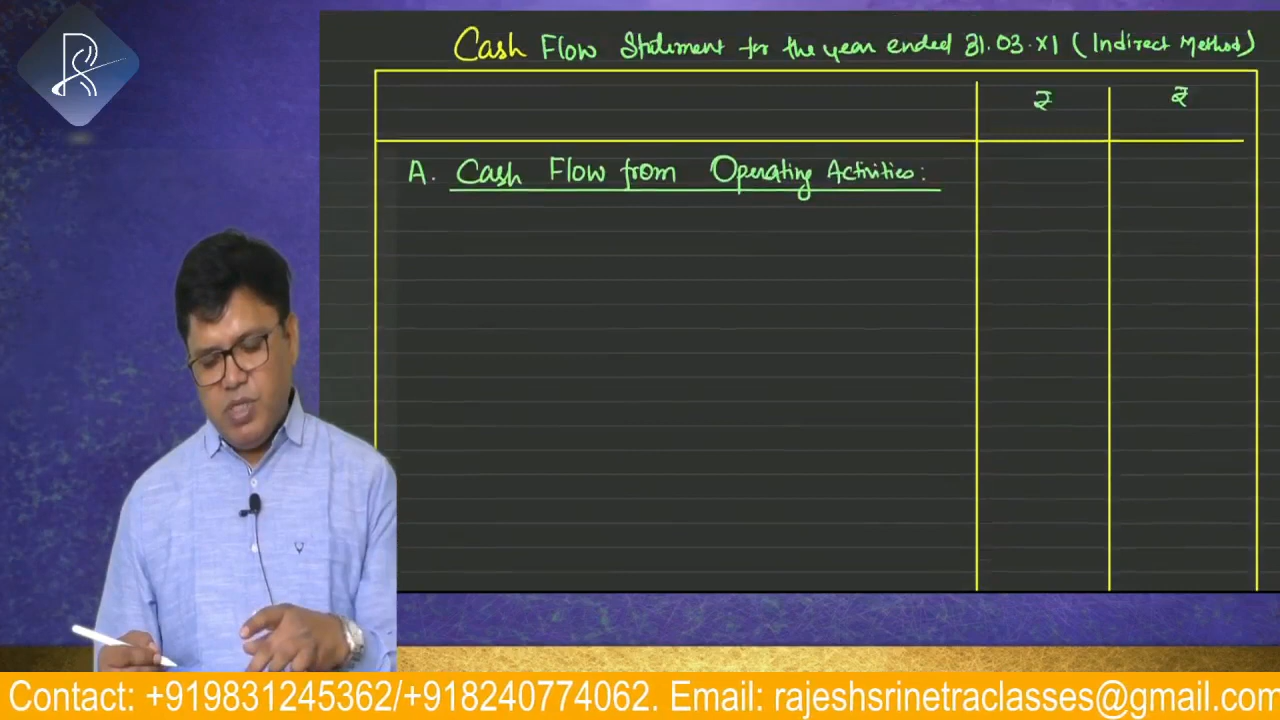 Cash Flow Statement for the year ended 31.03.X1 (Indirect Method)
₹ ₹
A. Cash Flow from Operating Activities:
Contact: +919831245362/+918240774062. Email: rajeshsrinetraclasses@gmail.com